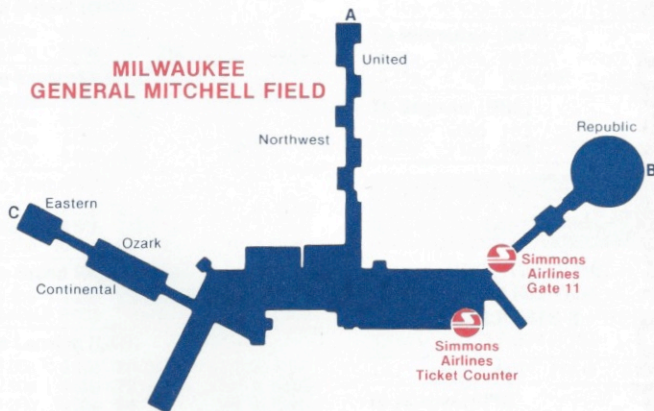 A
MILWAUKEE
GENERAL MITCHELL FIELD
United
Northwest
Republic
B
C
Eastern
Ozark
Continental
Simmons
Airlines
Gate 11
Simmons
Airlines
Ticket Counter